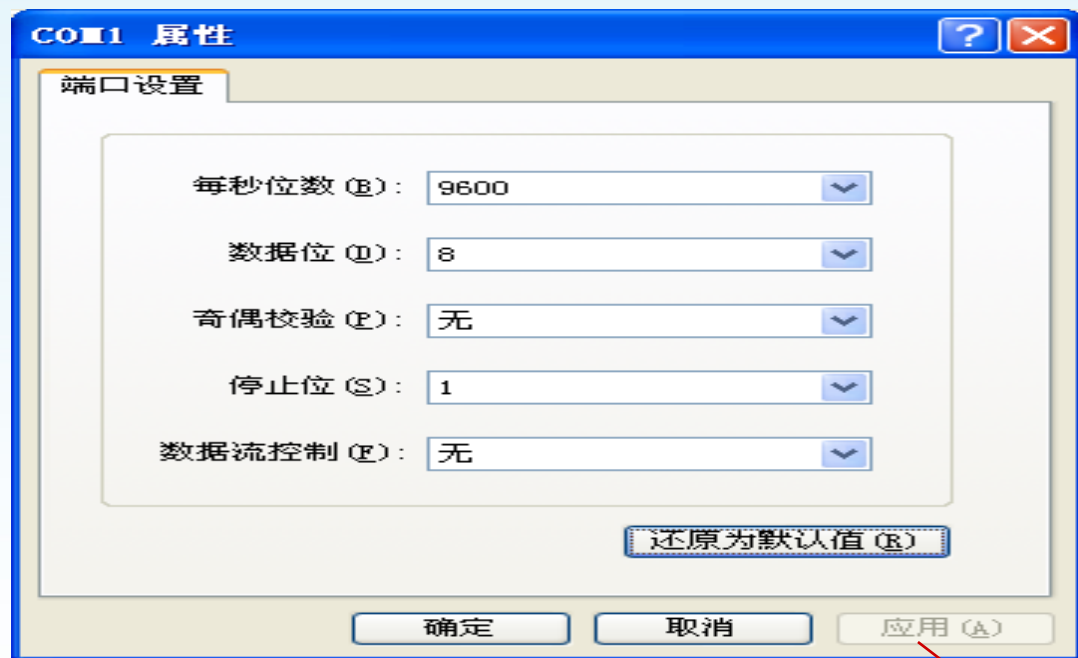 COM1 属性
端口设置
每秒位数(B): 9600
数据位(D): 8
奇偶校验(P): 无
停止位(S): 1
数据流控制(F): 无
还原为默认值(R)
确定 取消 应用(A)